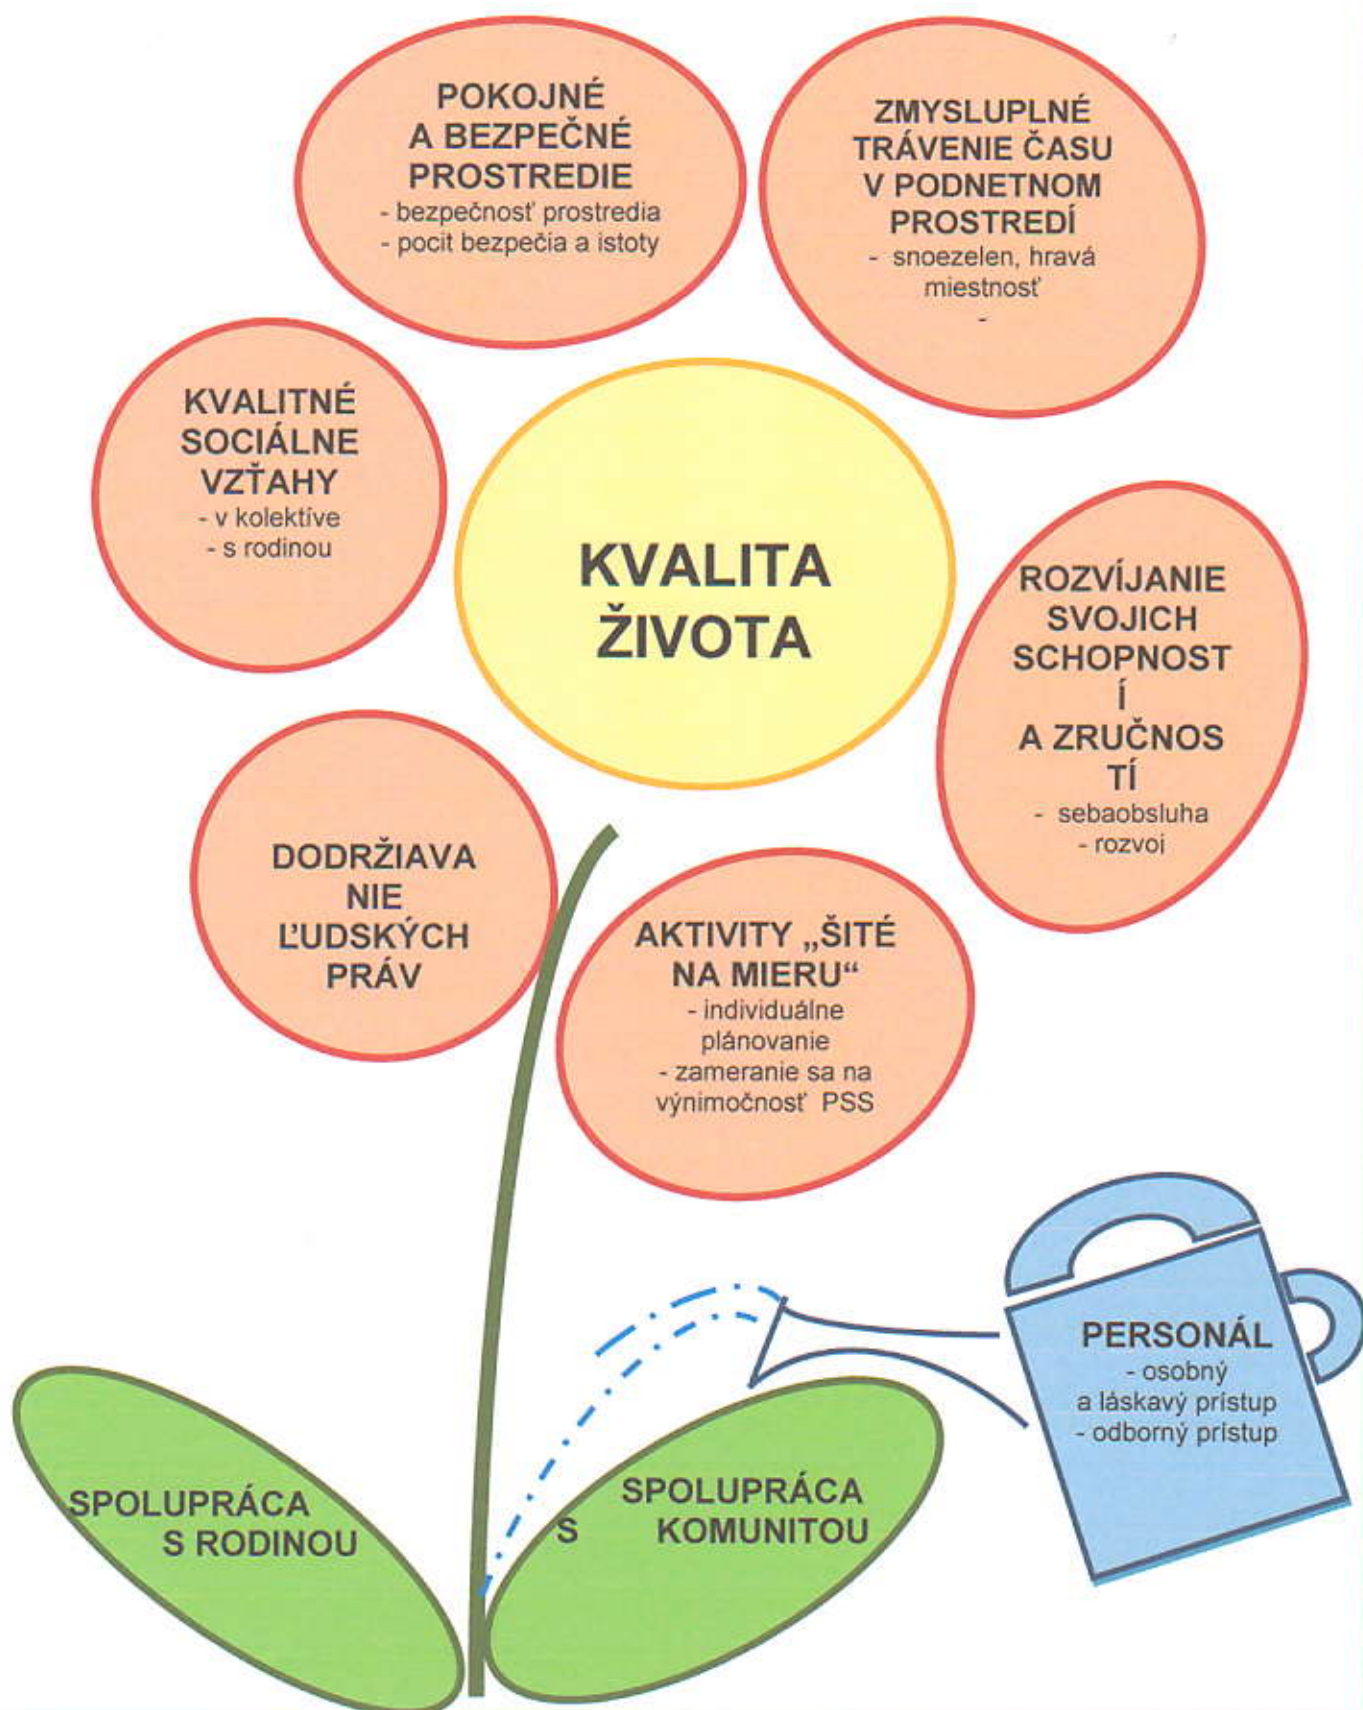 POKOJNÉ
A BEZPEČNÉ
PROSTREDIE
- bezpečnosť prostredia
- pocit bezpečia a istoty
ZMYSLUPLNÉ
TRÁVENIE ČASU
V PODNETNOM
PROSTREDÍ
- snoezelen, hravá
miestnosť
-
KVALITNÉ
SOCIÁLNE
VZŤAHY
- v kolektíve
- s rodinou
KVALITA
ŽIVOTA
ROZVÍJANIE
SVOJICH
SCHOPNOST
Í
A ZRUČNOS
TÍ
- sebaobsluha
- rozvoj
DODRŽIAVA
NIE
ĽUDSKÝCH
PRÁV
AKTIVITY „ŠITÉ
NA MIERU“
- individuálne
plánovanie
- zameranie sa na
výnimočnosť PSS
PERSONÁL
- osobný
a láskavý prístup
- odborný prístup
SPOLUPRÁCA
S RODINOU
SPOLUPRÁCA
S KOMUNITOU